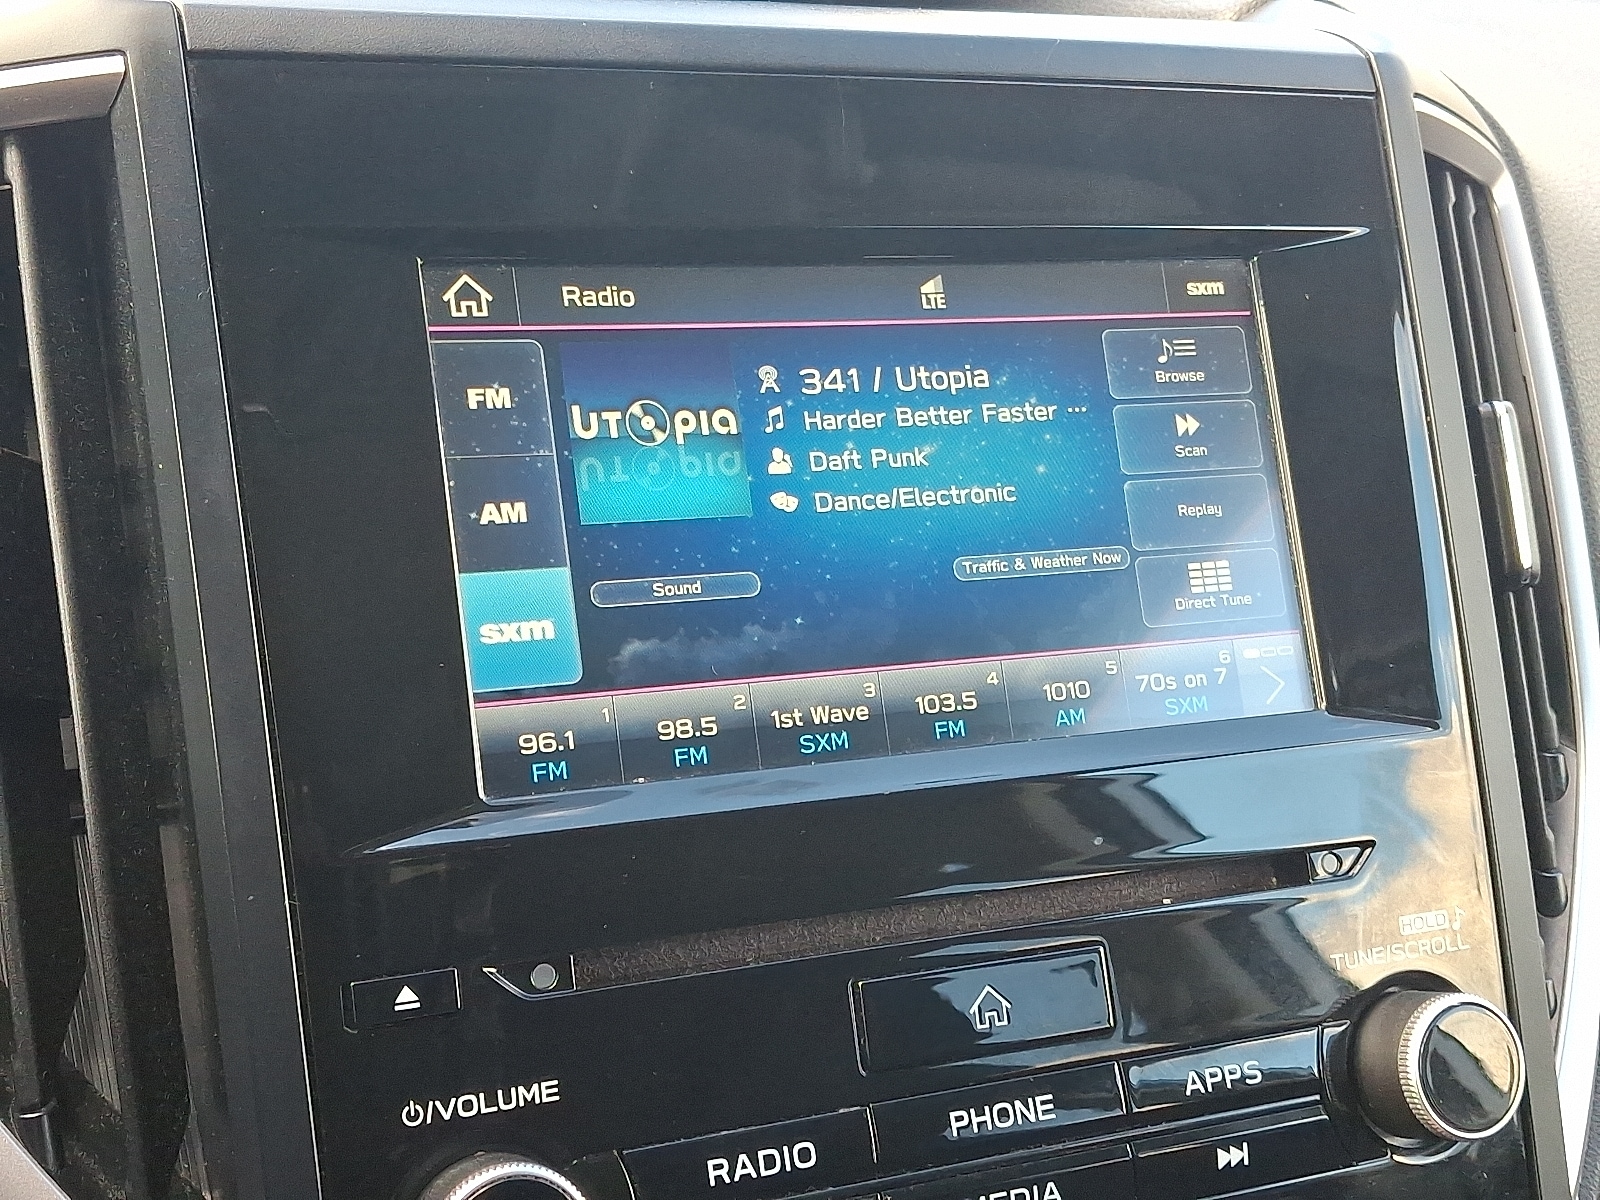 Radio
LTE
sxm
FM
AM
sxm
UTOPIA
341 / Utopia
Harder Better Faster ...
Daft Punk
Dance/Electronic
Browse
Scan
Replay
Direct Tune
Sound
Traffic & Weather Now
1
96.1
FM
2
98.5
FM
3
1st Wave
SXM
4
103.5
FM
5
1010
AM
6
70s on 7
SXM
HOLD
TUNE/SCROLL
/VOLUME
RADIO
PHONE
APPS
MEDIA